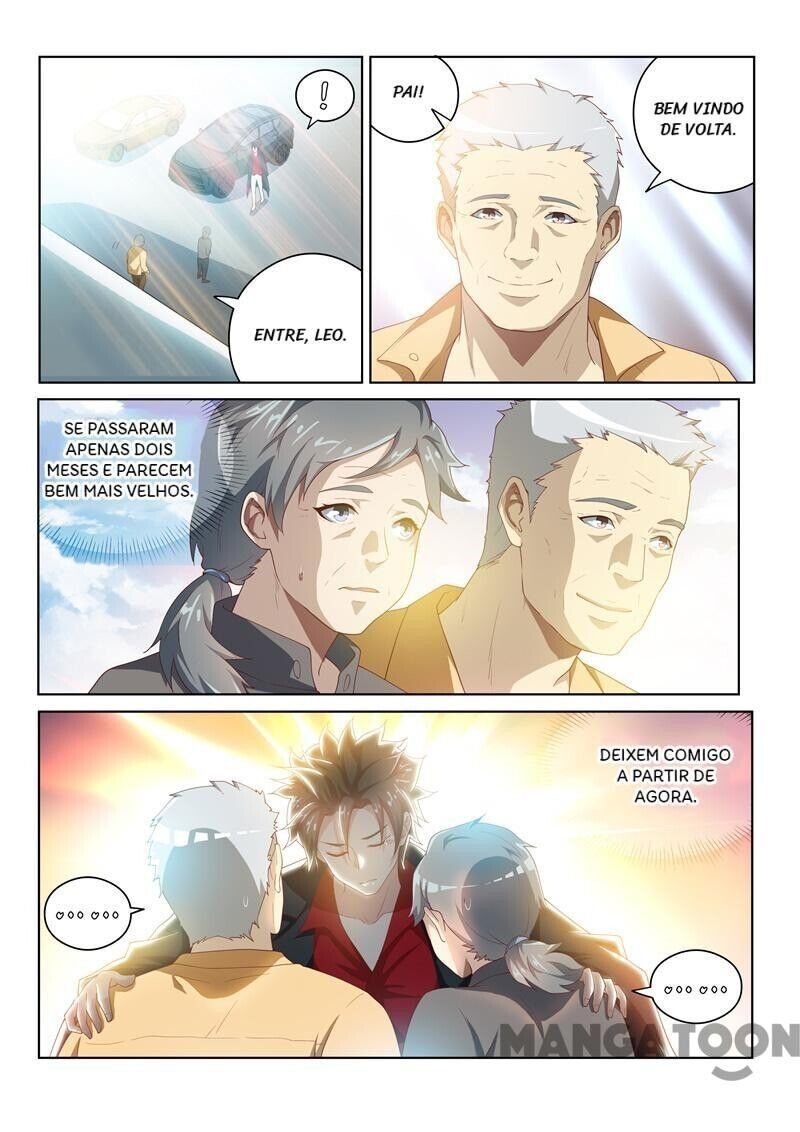 !
ENTRE, LEO.
PAI!
BEM VINDO
DE VOLTA.
SE PASSARAM
APENAS DOIS
MESES E PARECEM
BEM MAIS VELHOS.
DEIXEM COMIGO
A PARTIR DE
AGORA.
MANGATOON